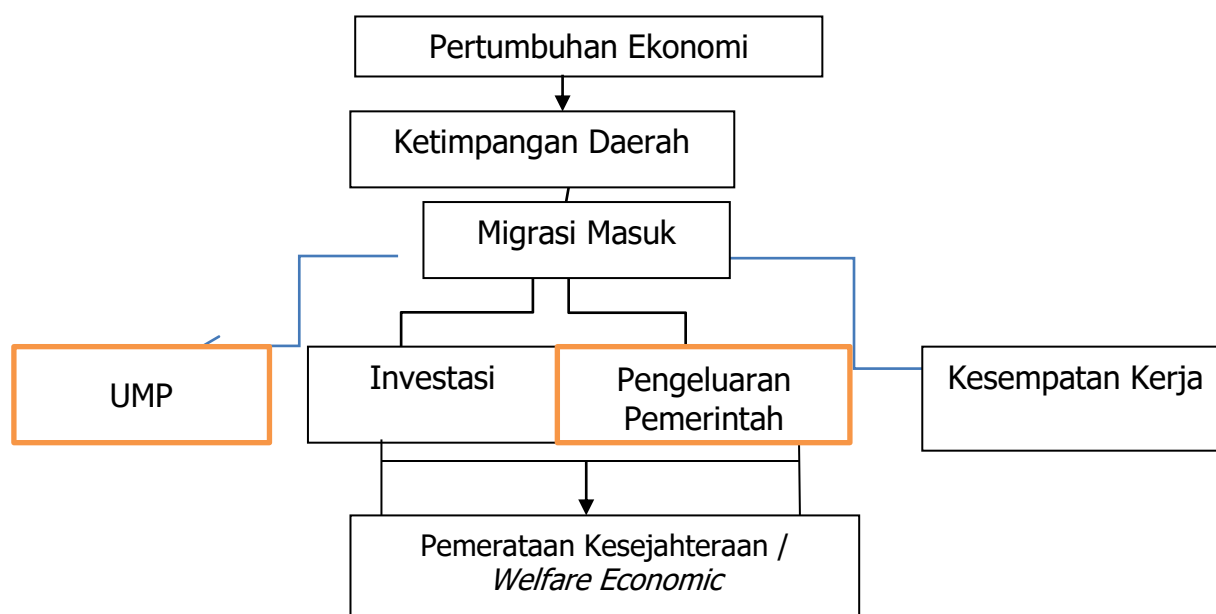 Pertumbuhan Ekonomi
Ketimpangan Daerah
Migrasi Masuk
UMP
Investasi
Pengeluaran
Pemerintah
Kesempatan Kerja
Pemerataan Kesejahteraan /
Welfare Economic